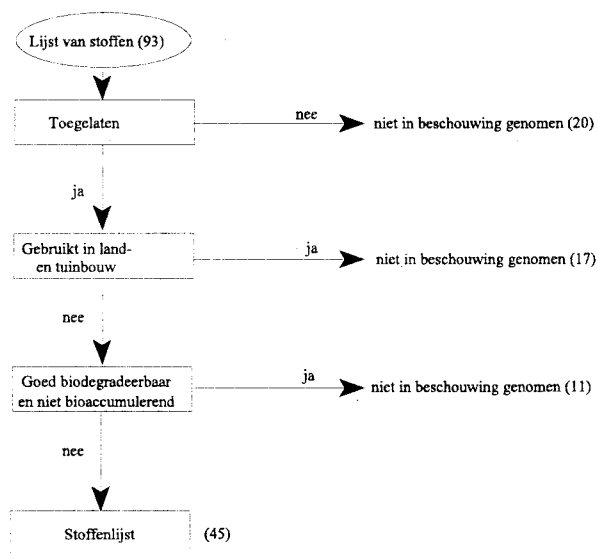 Lijst van stoffen (93)
Toegelaten
nee
niet in beschouwing genomen (20)
ja
Gebruikt in land-
en tuinbouw
ja
niet in beschouwing genomen (17)
nee
Goed biodegradeerbaar
en niet bioaccumulerend
ja
niet in beschouwing genomen (11)
nee
Stoffenlijst (45)